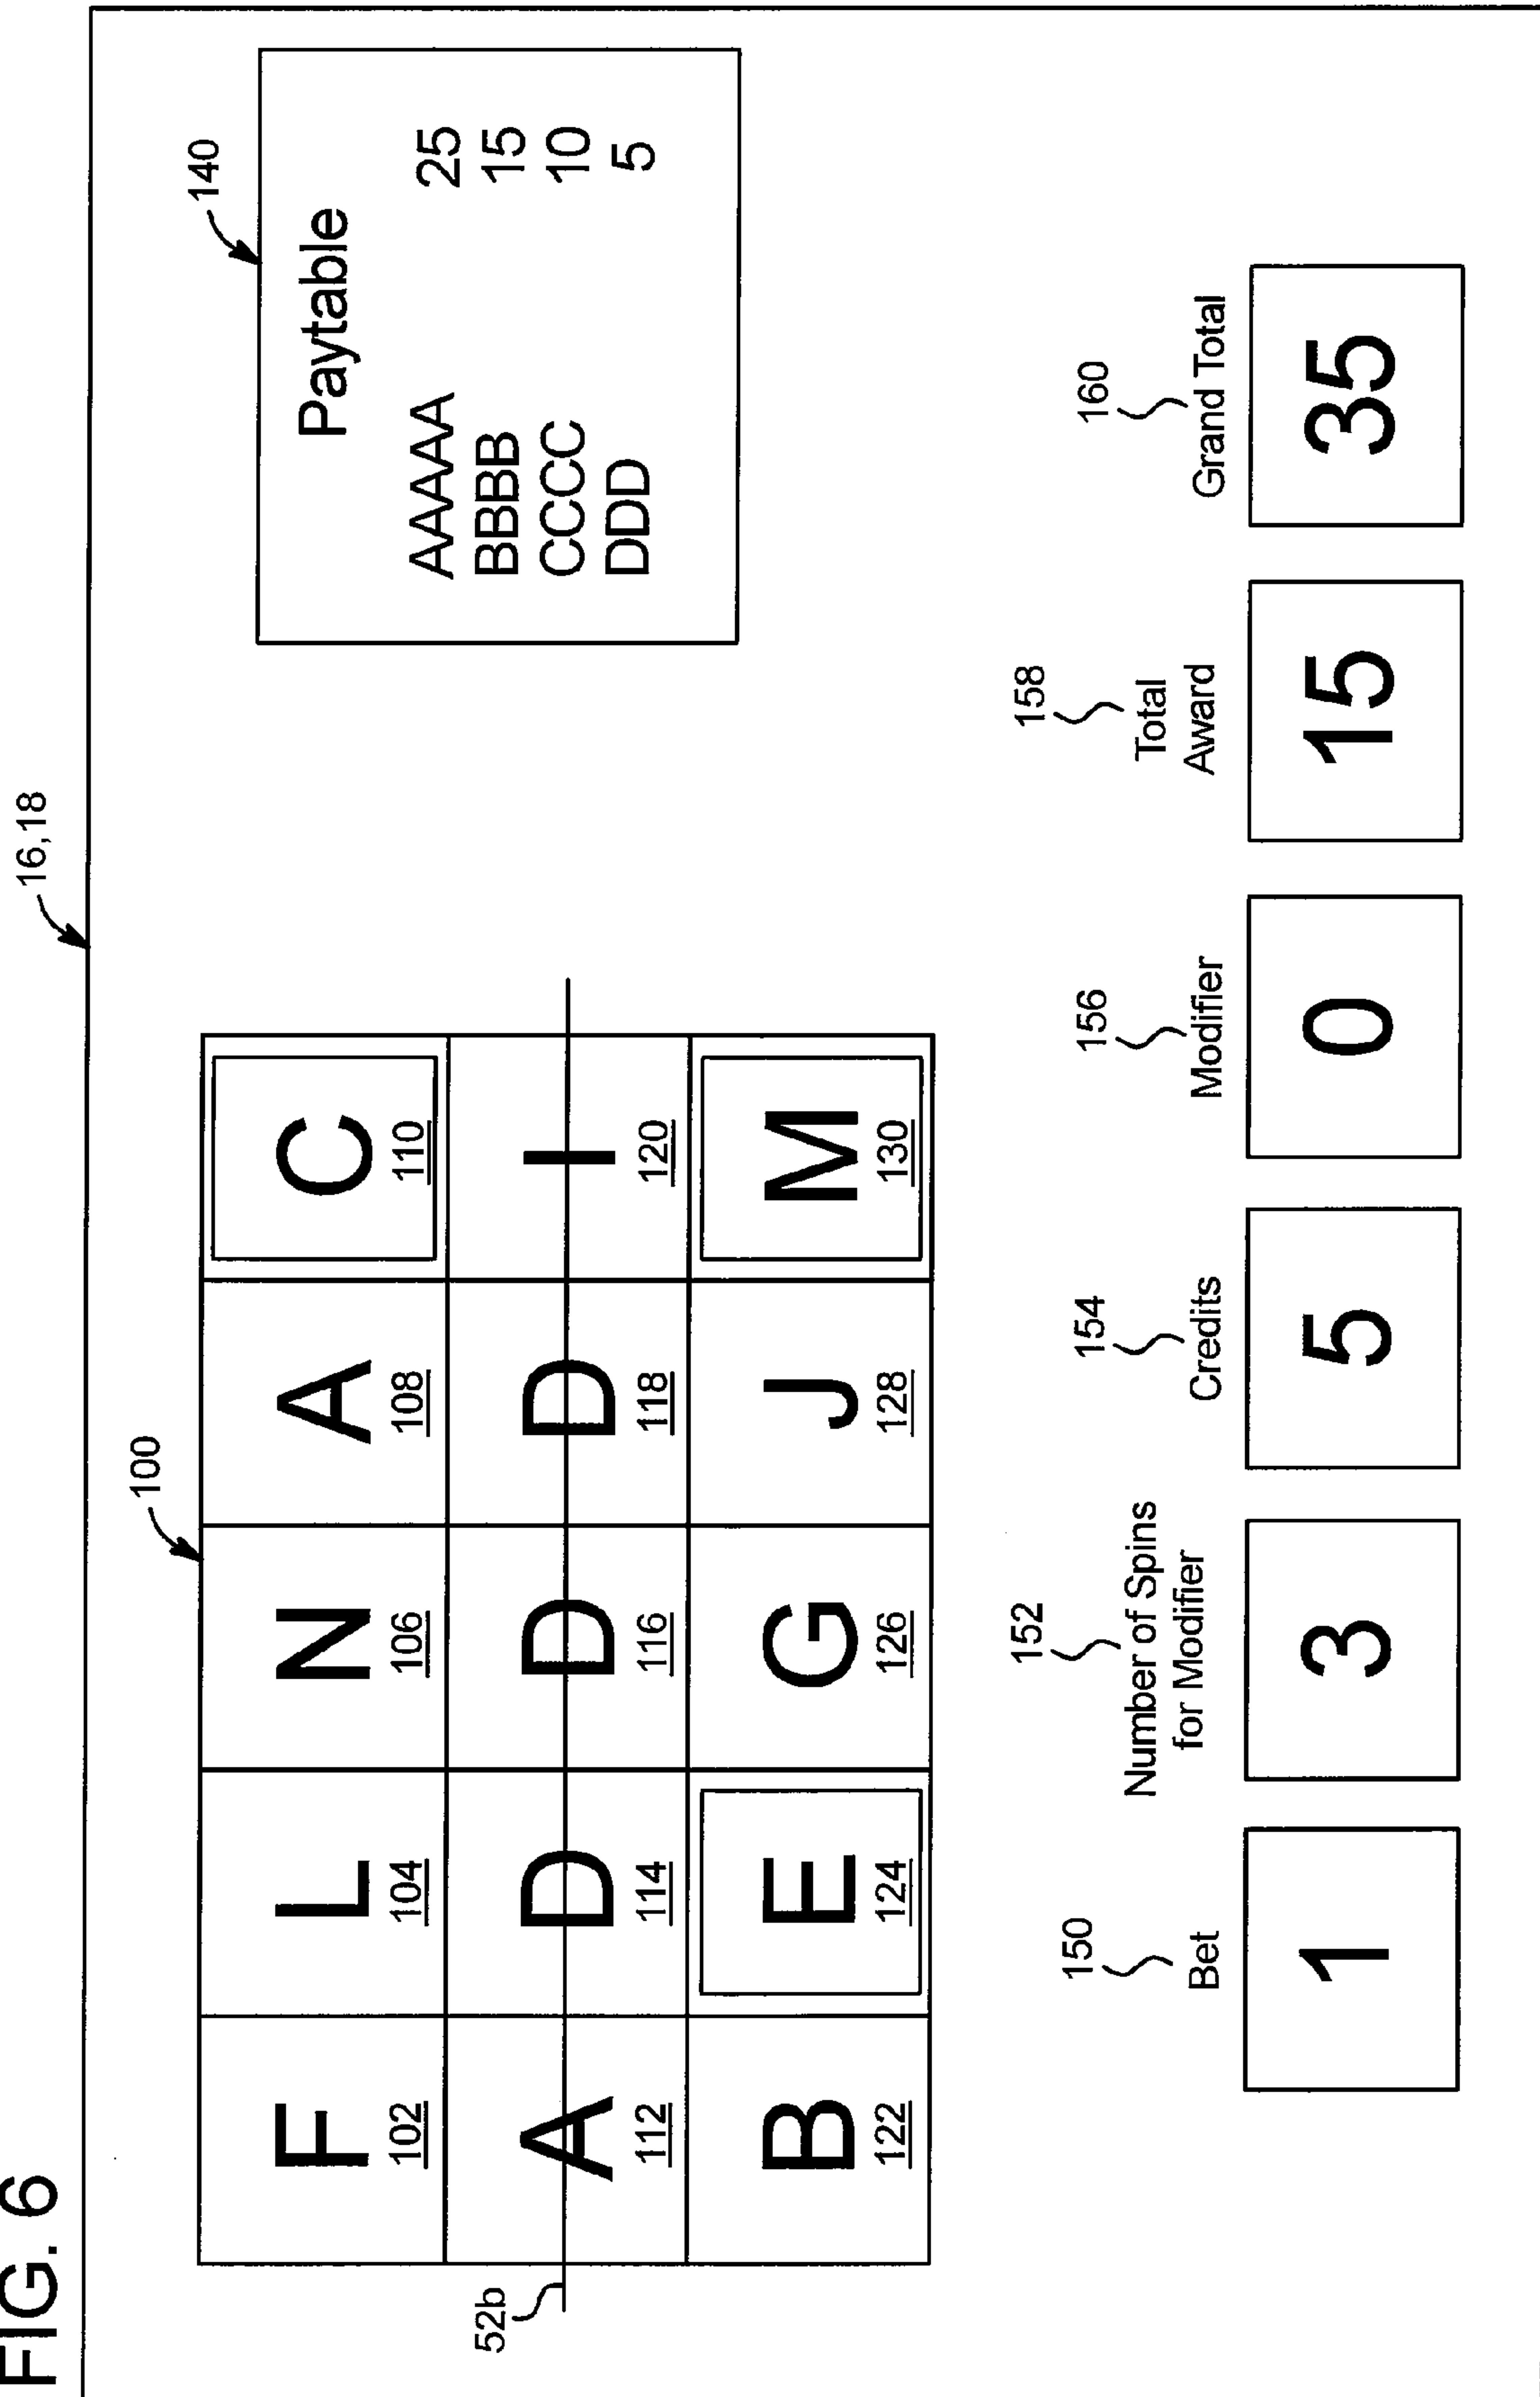 FIG. 6
16,18
100
140
F L N A C
102 104 106 108 110
52b
A D D D I
112 114 116 118 120
B E G J M
122 124 126 128 130
Paytable
AAAAA 25
BBBB 15
CCCC 10
DDD 5
150
Bet
1
152
Number of Spins
for Modifier
3
154
Credits
5
156
Modifier
0
158
Total
Award
15
160
Grand Total
35